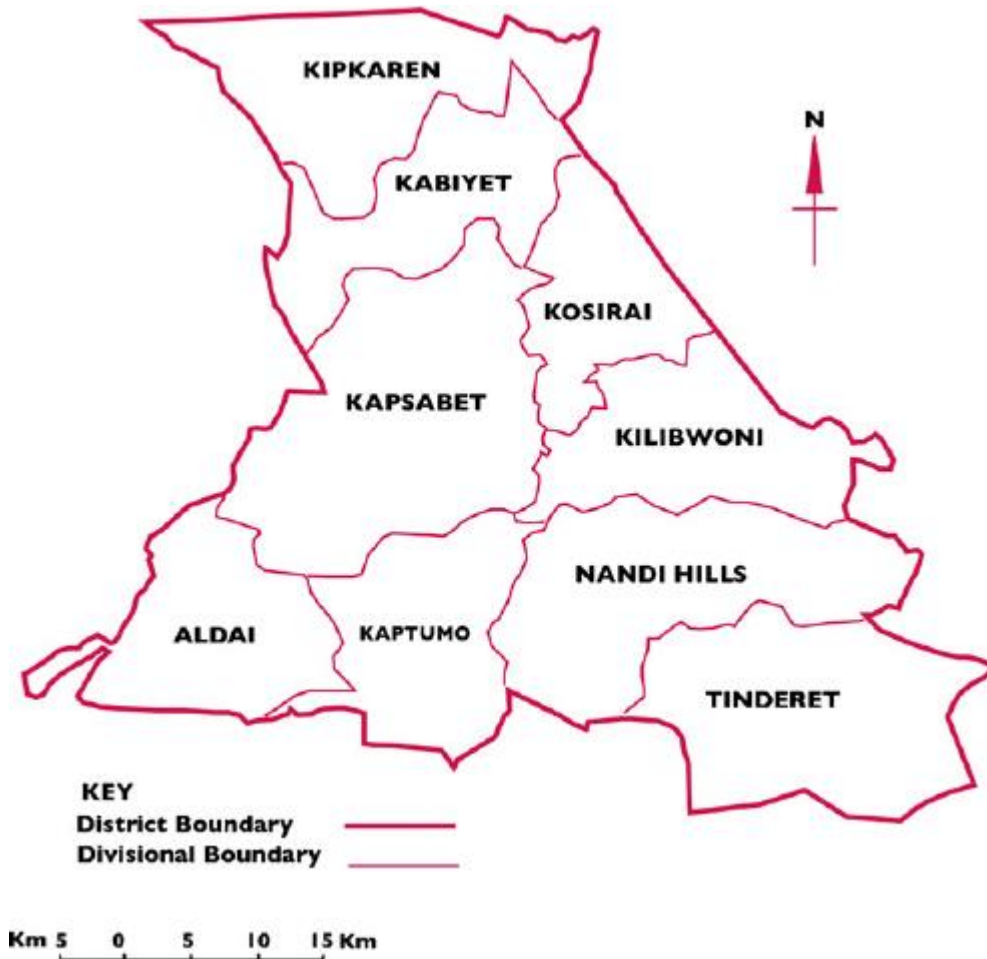 KIPKAREN
N
KABIYET
KOSIRAI
KAPSABET
KILIBWONI
NANDI HILLS
ALDAI
KAPTUMO
TINDERET
KEY
District Boundary
Divisional Boundary
Km 5 0 5 10 15 Km